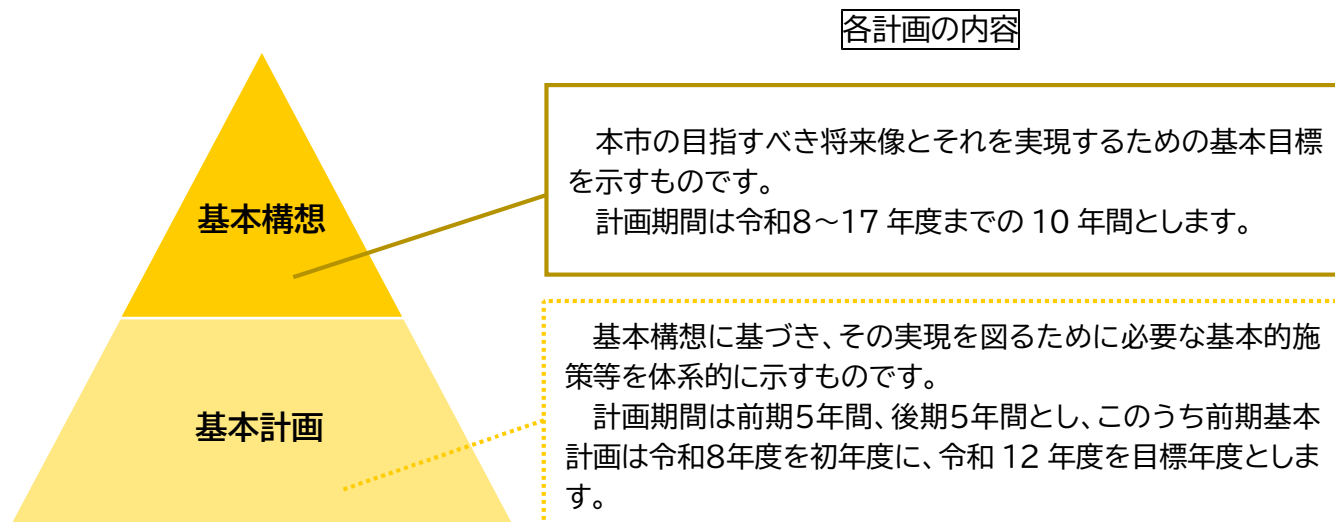 各計画の内容
本市の目指すべき将来像とそれを実現するための基本目標
を示すものです。
計画期間は令和8~17 年度までの 10 年間とします。
基本構想
基本構想に基づき、その実現を図るために必要な基本的施
策等を体系的に示すものです。
計画期間は前期5年間、後期5年間とし、このうち前期基本
計画は令和8年度を初年度に、令和 12 年度を目標年度としま
す。
基本計画